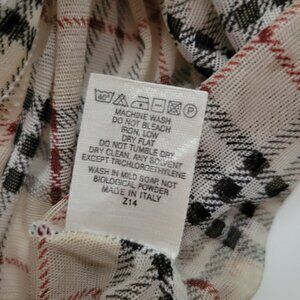 40°
P
MACHINE WASH
DO NOT BLEACH
IRON, LOW
DRY FLAT
DO NOT TUMBLE DRY
DRY CLEAN, ANY SOLVENT
EXCEPT TRICHLOROETHYLENE
WASH IN MILD SOAP, NOT
BIOLOGICAL POWDER
MADE IN ITALY
Z14